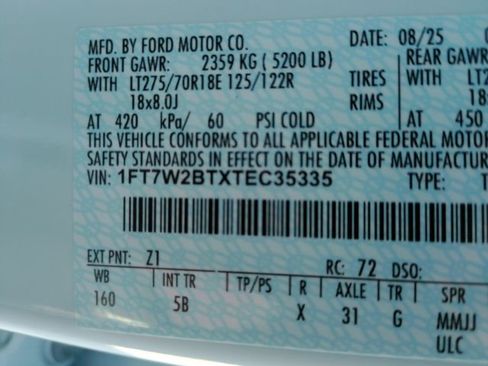 MFD. BY FORD MOTOR CO. DATE: 08/25
FRONT GAWR: 2359 KG ( 5200 LB) REAR GAWR
WITH LT275/70R18E 125/122R TIRES
18x8.0J RIMS 18
AT 420 kPa/ 60 PSI COLD AT 450
THIS VEHICLE CONFORMS TO ALL APPLICABLE FEDERAL
SAFETY STANDARDS IN EFFECT ON THE DATE OF
VIN: 1FT7W2BTXTEC35335 TYPE:
EXT PNT: Z1 RC: 72 DSO:
WB INT TR TP/PS R AXLE TR SPR
160 5B X 31 G MMJJ
ULC